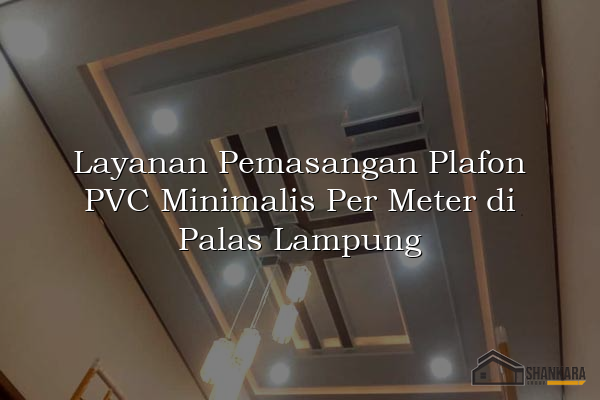 Layanan Pemasangan Plafon
PVC Minimalis Per Meter di
Palas Lampung
SHANKARA